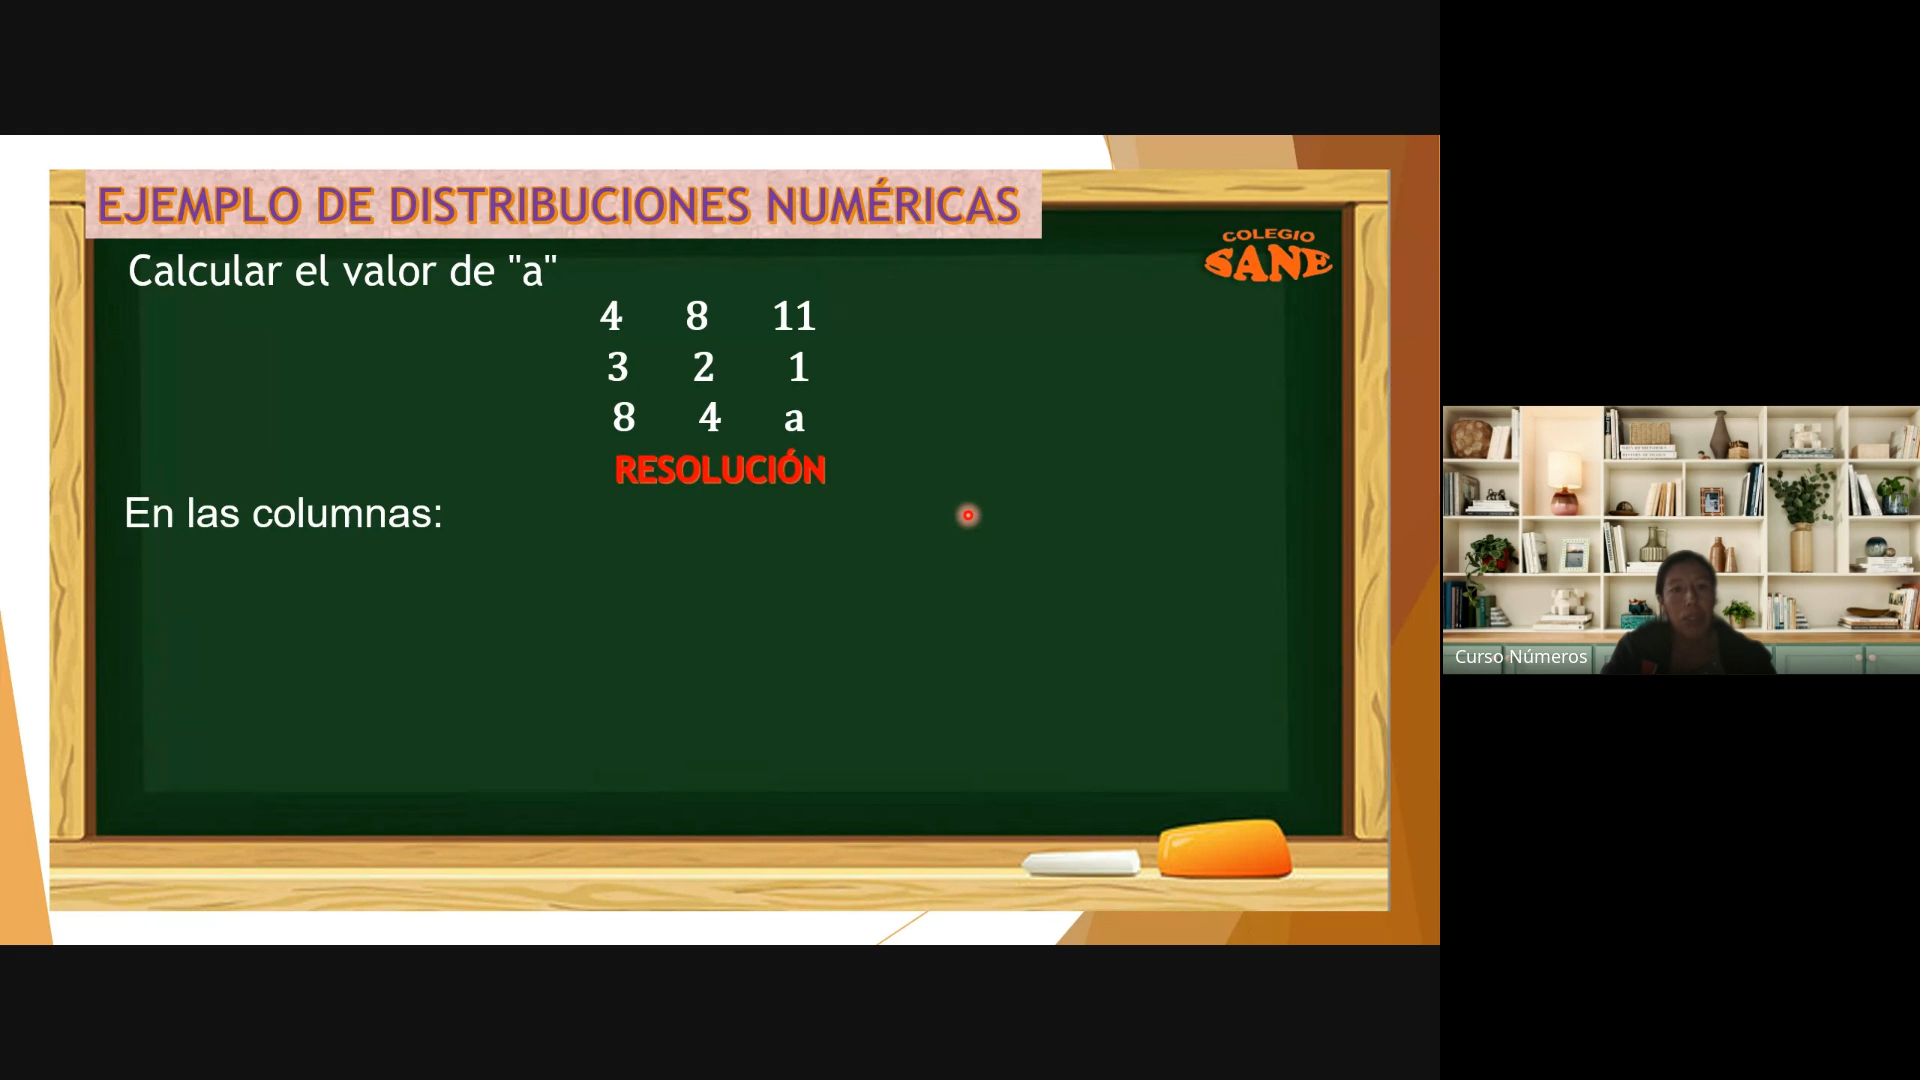 EJEMPLO DE DISTRIBUCIONES NUMÉRICAS
COLEGIO
SANE
Calcular el valor de "a"
4 8 11
3 2 1
8 4 a
RESOLUCIÓN
En las columnas:
Curso Números